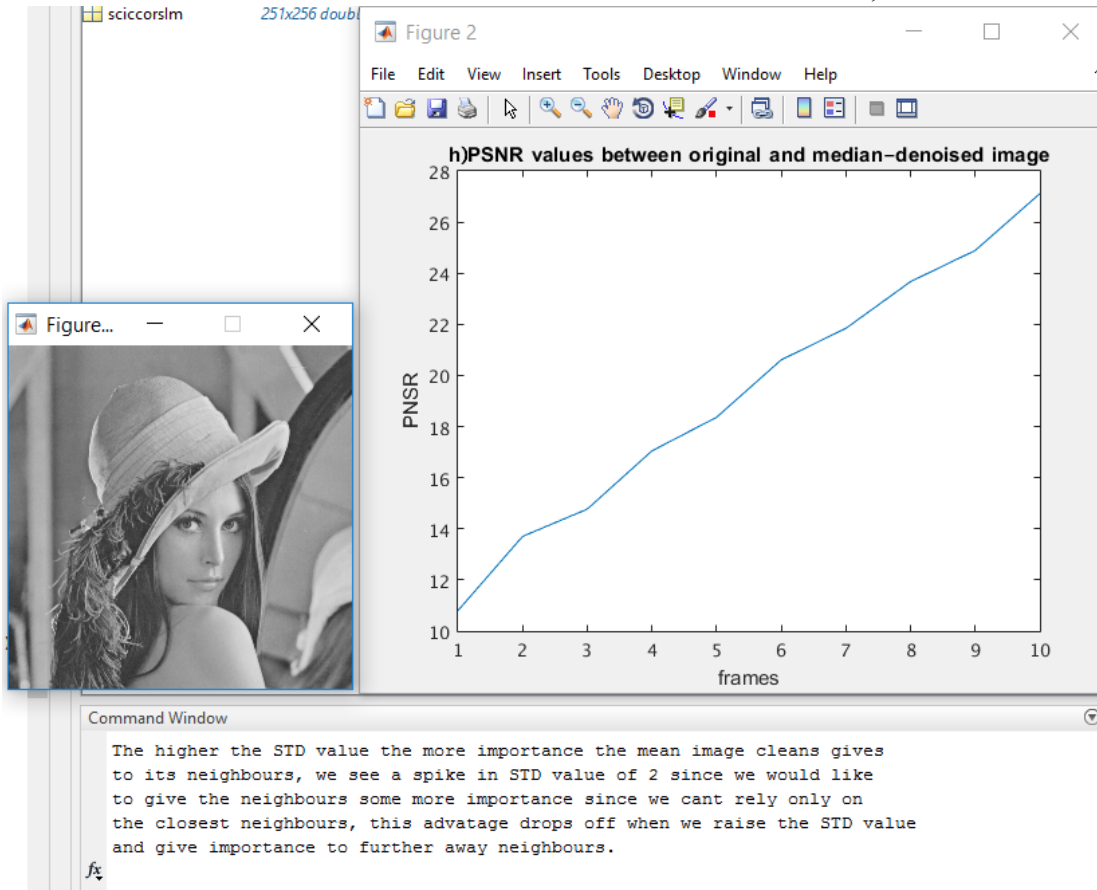 sciccorslm 251x256 doubl
Figure 2
File Edit View Insert Tools Desktop Window Help
h)PSNR values between original and median-denoised image
28
26
24
22
20
18
16
14
12
10
PNSR
1 2 3 4 5 6 7 8 9 10
frames
Figure...
Command Window
The higher the STD value the more importance the mean image cleans gives
to its neighbours, we see a spike in STD value of 2 since we would like
to give the neighbours some more importance since we cant rely only on
the closest neighbours, this advatage drops off when we raise the STD value
and give importance to further away neighbours.
fx